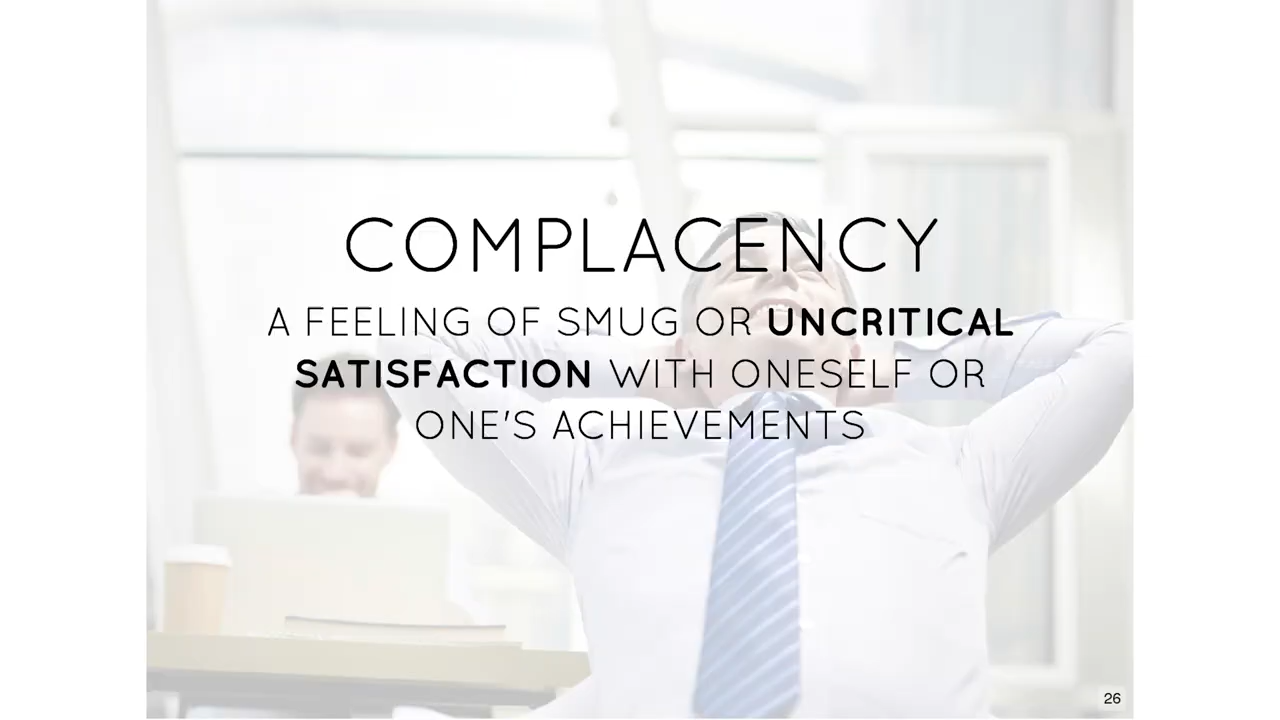 COMPLACENCY
A FEELING OF SMUG OR UNCRITICAL
SATISFACTION WITH ONESELF OR
ONE'S ACHIEVEMENTS
26